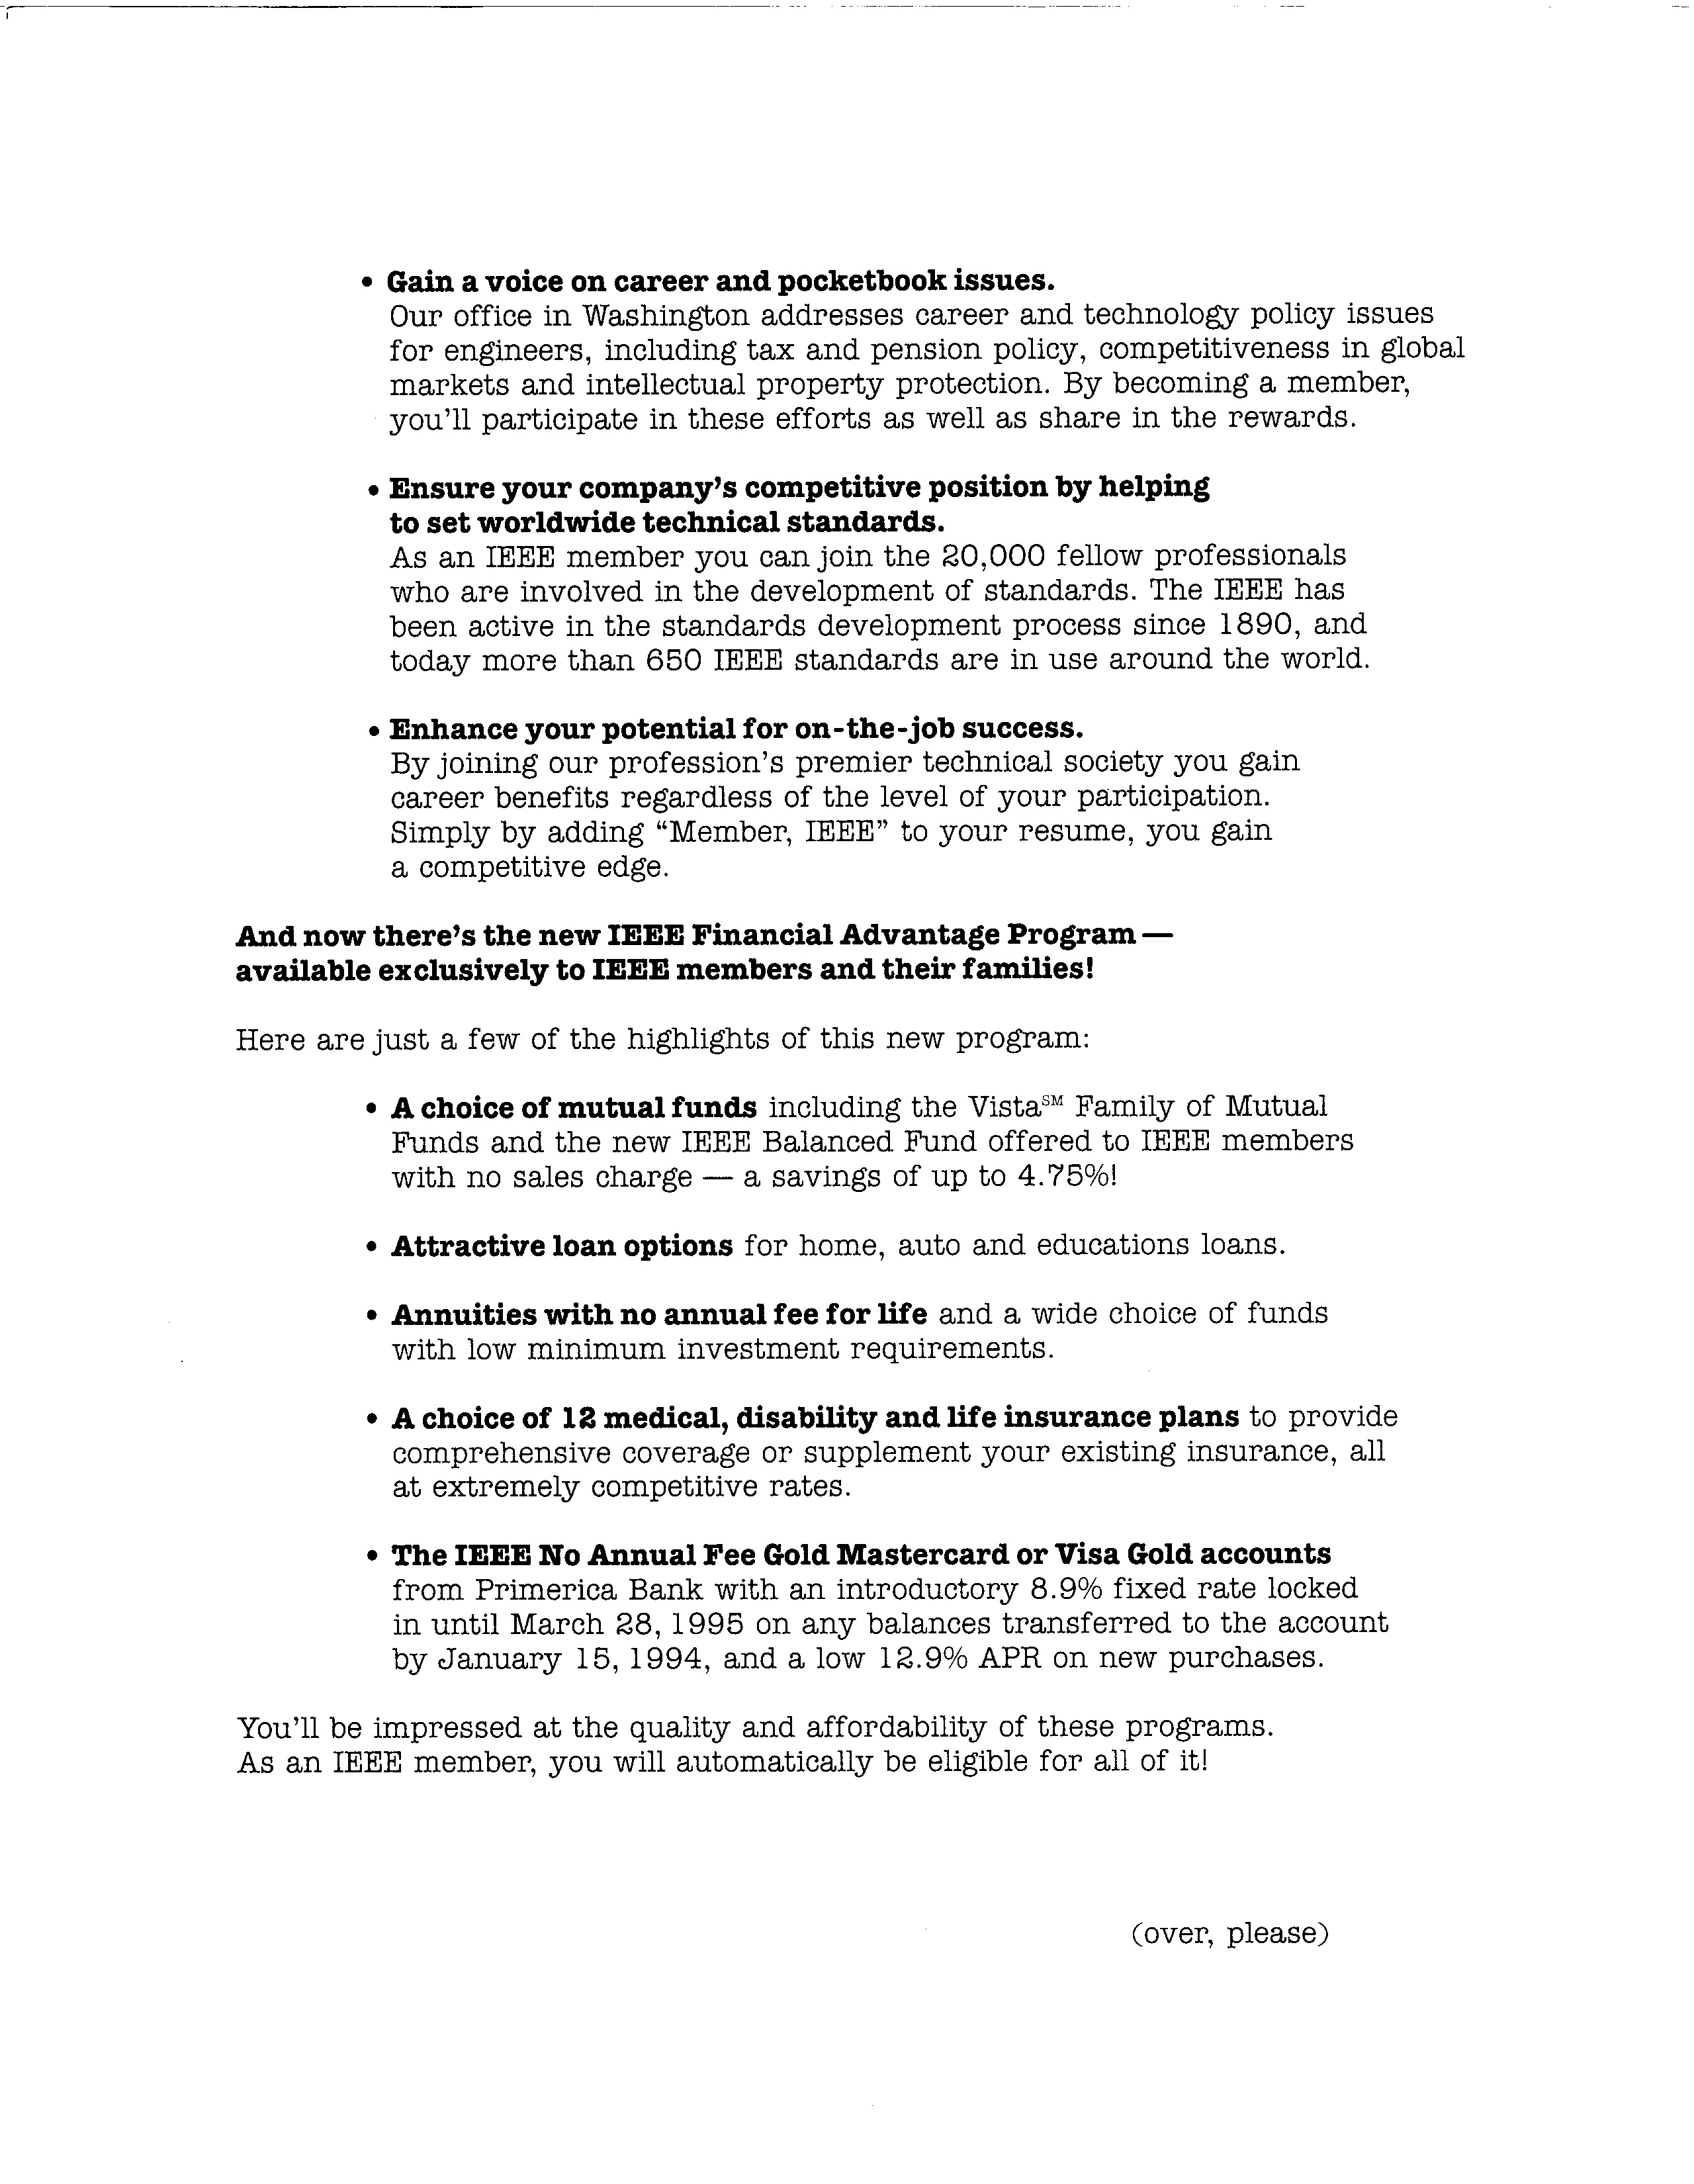 • Gain a voice on career and pocketbook issues.
Our office in Washington addresses career and technology policy issues
for engineers, including tax and pension policy, competitiveness in global
markets and intellectual property protection. By becoming a member,
you'll participate in these efforts as well as share in the rewards.
• Ensure your company's competitive position by helping
to set worldwide technical standards.
As an IEEE member you can join the 20,000 fellow professionals
who are involved in the development of standards. The IEEE has
been active in the standards development process since 1890, and
today more than 650 IEEE standards are in use around the world.
• Enhance your potential for on-the-job success.
By joining our profession's premier technical society you gain
career benefits regardless of the level of your participation.
Simply by adding “Member, IEEE” to your resume, you gain
a competitive edge.
And now there's the new IEEE Financial Advantage Program —
available exclusively to IEEE members and their families!
Here are just a few of the highlights of this new program:
• A choice of mutual funds including the Vista℠ Family of Mutual
Funds and the new IEEE Balanced Fund offered to IEEE members
with no sales charge — a savings of up to 4.75%!
• Attractive loan options for home, auto and educations loans.
• Annuities with no annual fee for life and a wide choice of funds
with low minimum investment requirements.
• A choice of 12 medical, disability and life insurance plans to provide
comprehensive coverage or supplement your existing insurance, all
at extremely competitive rates.
• The IEEE No Annual Fee Gold Mastercard or Visa Gold accounts
from Primerica Bank with an introductory 8.9% fixed rate locked
in until March 28, 1995 on any balances transferred to the account
by January 15, 1994, and a low 12.9% APR on new purchases.
You'll be impressed at the quality and affordability of these programs.
As an IEEE member, you will automatically be eligible for all of it!
(over, please)